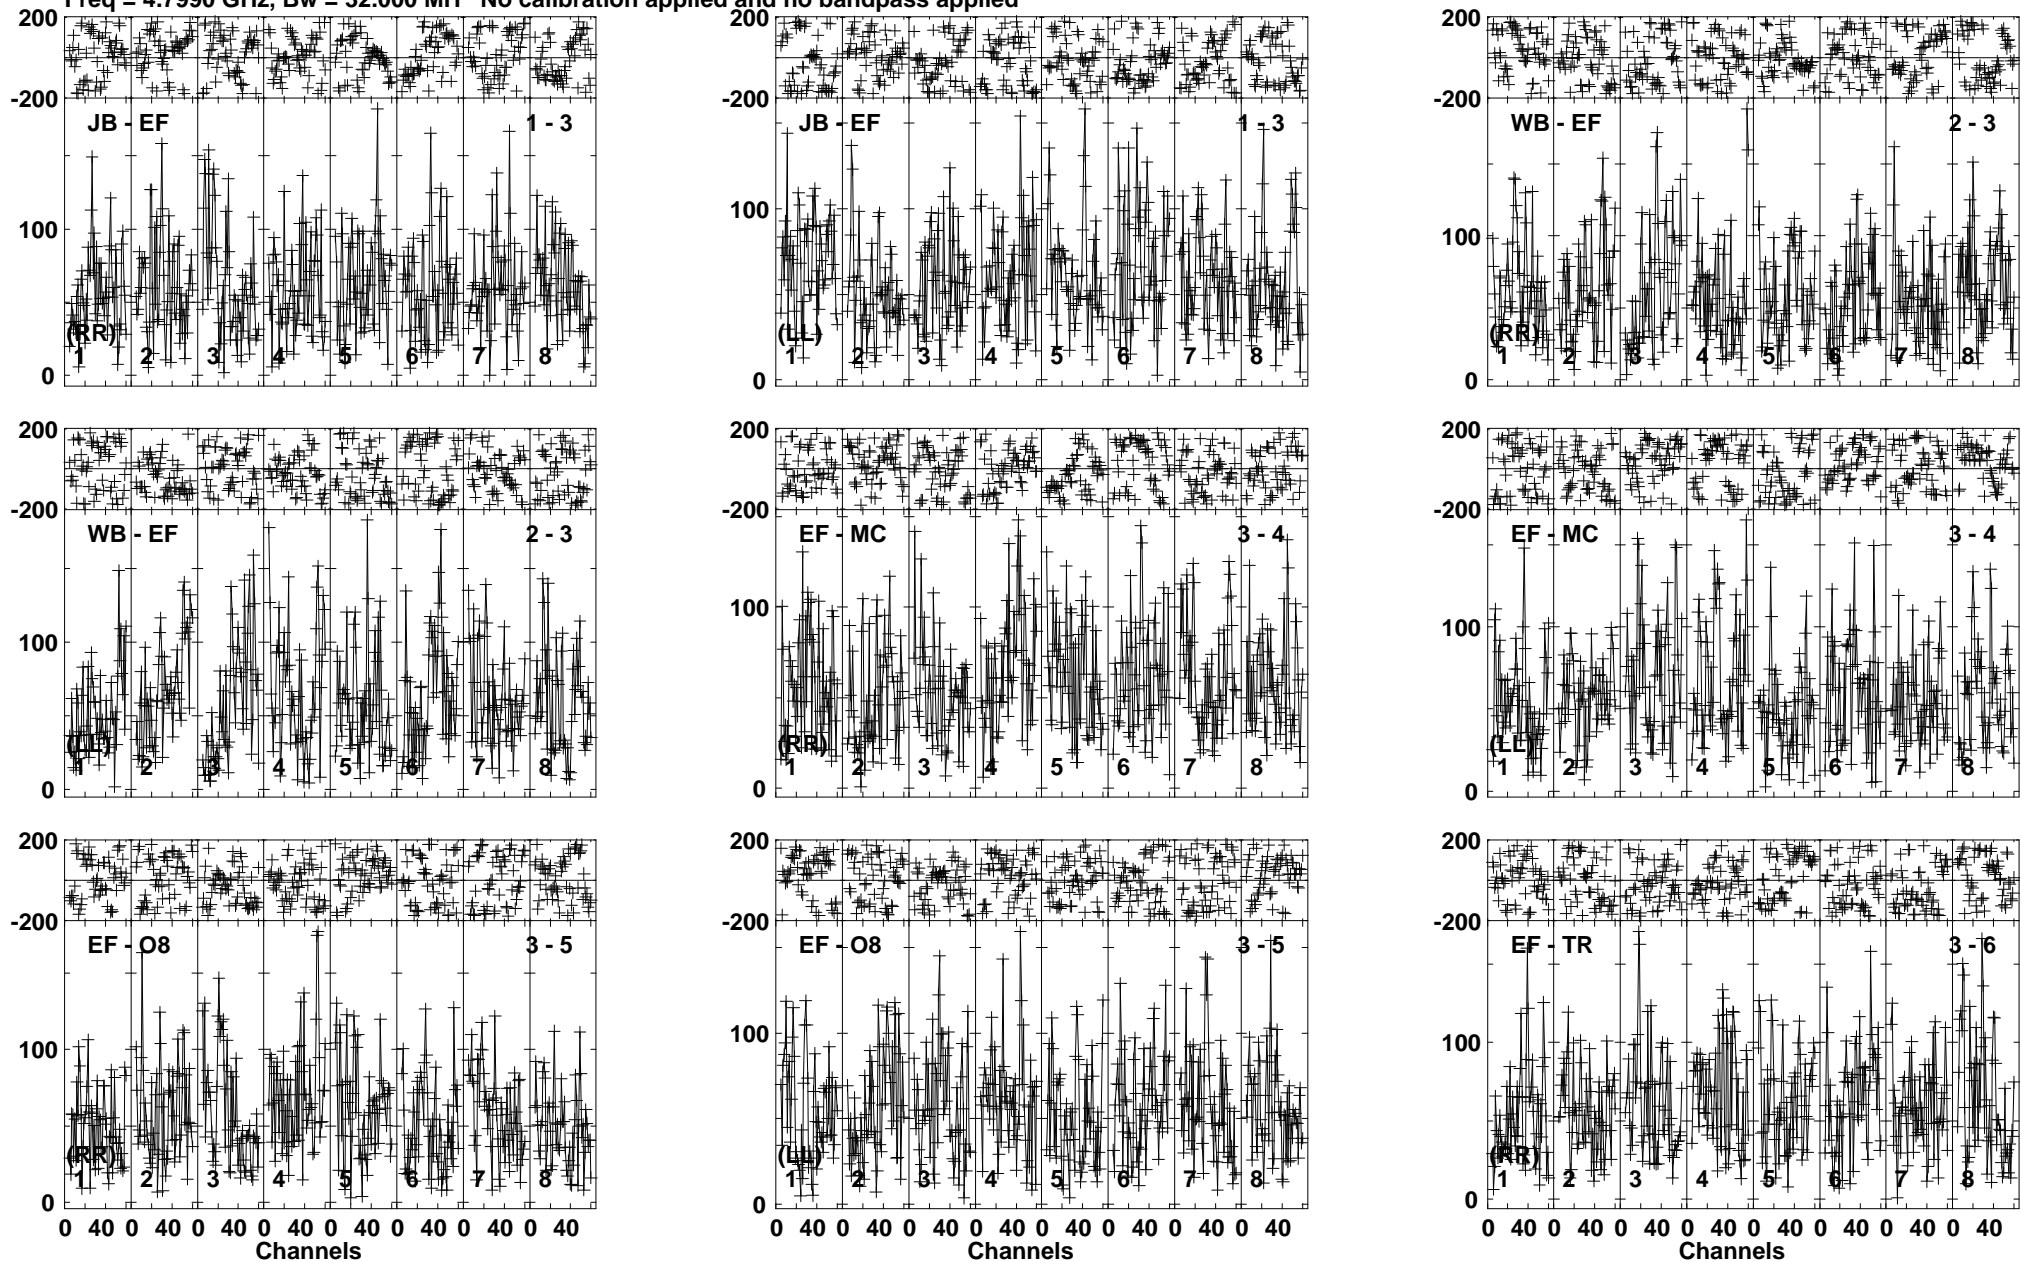 Freq = 4.7990 GHz, Bw = 32.000 MH No calibration applied and no bandpass applied
200 200 200
-200 -200 -200
JB - EF 1 - 3 JB - EF 1 - 3 WB - EF 2 - 3
100 100 100
(RR) (LL) (RR)
1 2 3 4 5 6 7 8 1 2 3 4 5 6 7 8 1 2 3 4 5 6 7 8
0 0 0
200 200 200
-200 -200 -200
WB - EF 2 - 3 EF - MC 3 - 4 EF - MC 3 - 4
100 100 100
(LL) (RR) (LL)
1 2 3 4 5 6 7 8 1 2 3 4 5 6 7 8 1 2 3 4 5 6 7 8
0 0 0
200 200 200
-200 -200 -200
EF - O8 3 - 5 EF - O8 3 - 5 EF - TR 3 - 6
100 100 100
(RR) (LL) (RR)
1 2 3 4 5 6 7 8 1 2 3 4 5 6 7 8 1 2 3 4 5 6 7 8
0 0 0
0 40 0 40 0 40 0 40 0 40 0 40 0 40 0 40 0 40 0 40 0 40 0 40 0 40 0 40 0 40 0 40 0 40 0 40 0 40 0 40 0 40 0 40 0 40 0 40
Channels Channels Channels